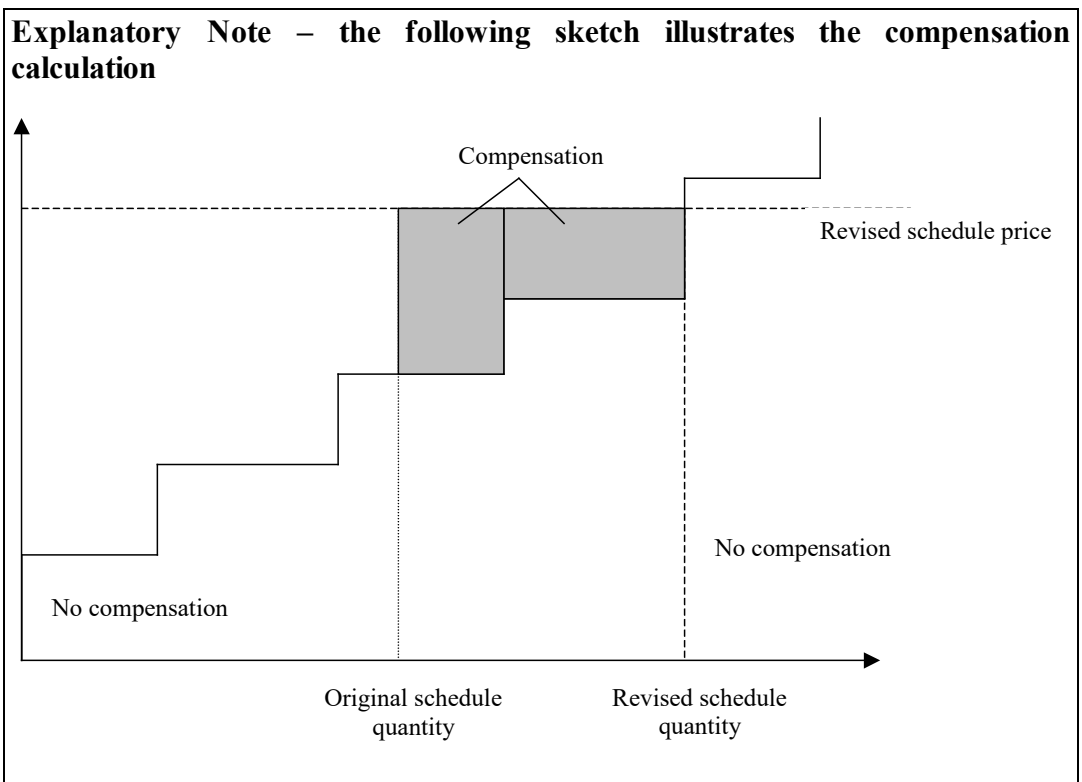 Explanatory Note – the following sketch illustrates the compensation
calculation
Compensation
Revised schedule price
No compensation
No compensation
Original schedule
quantity
Revised schedule
quantity